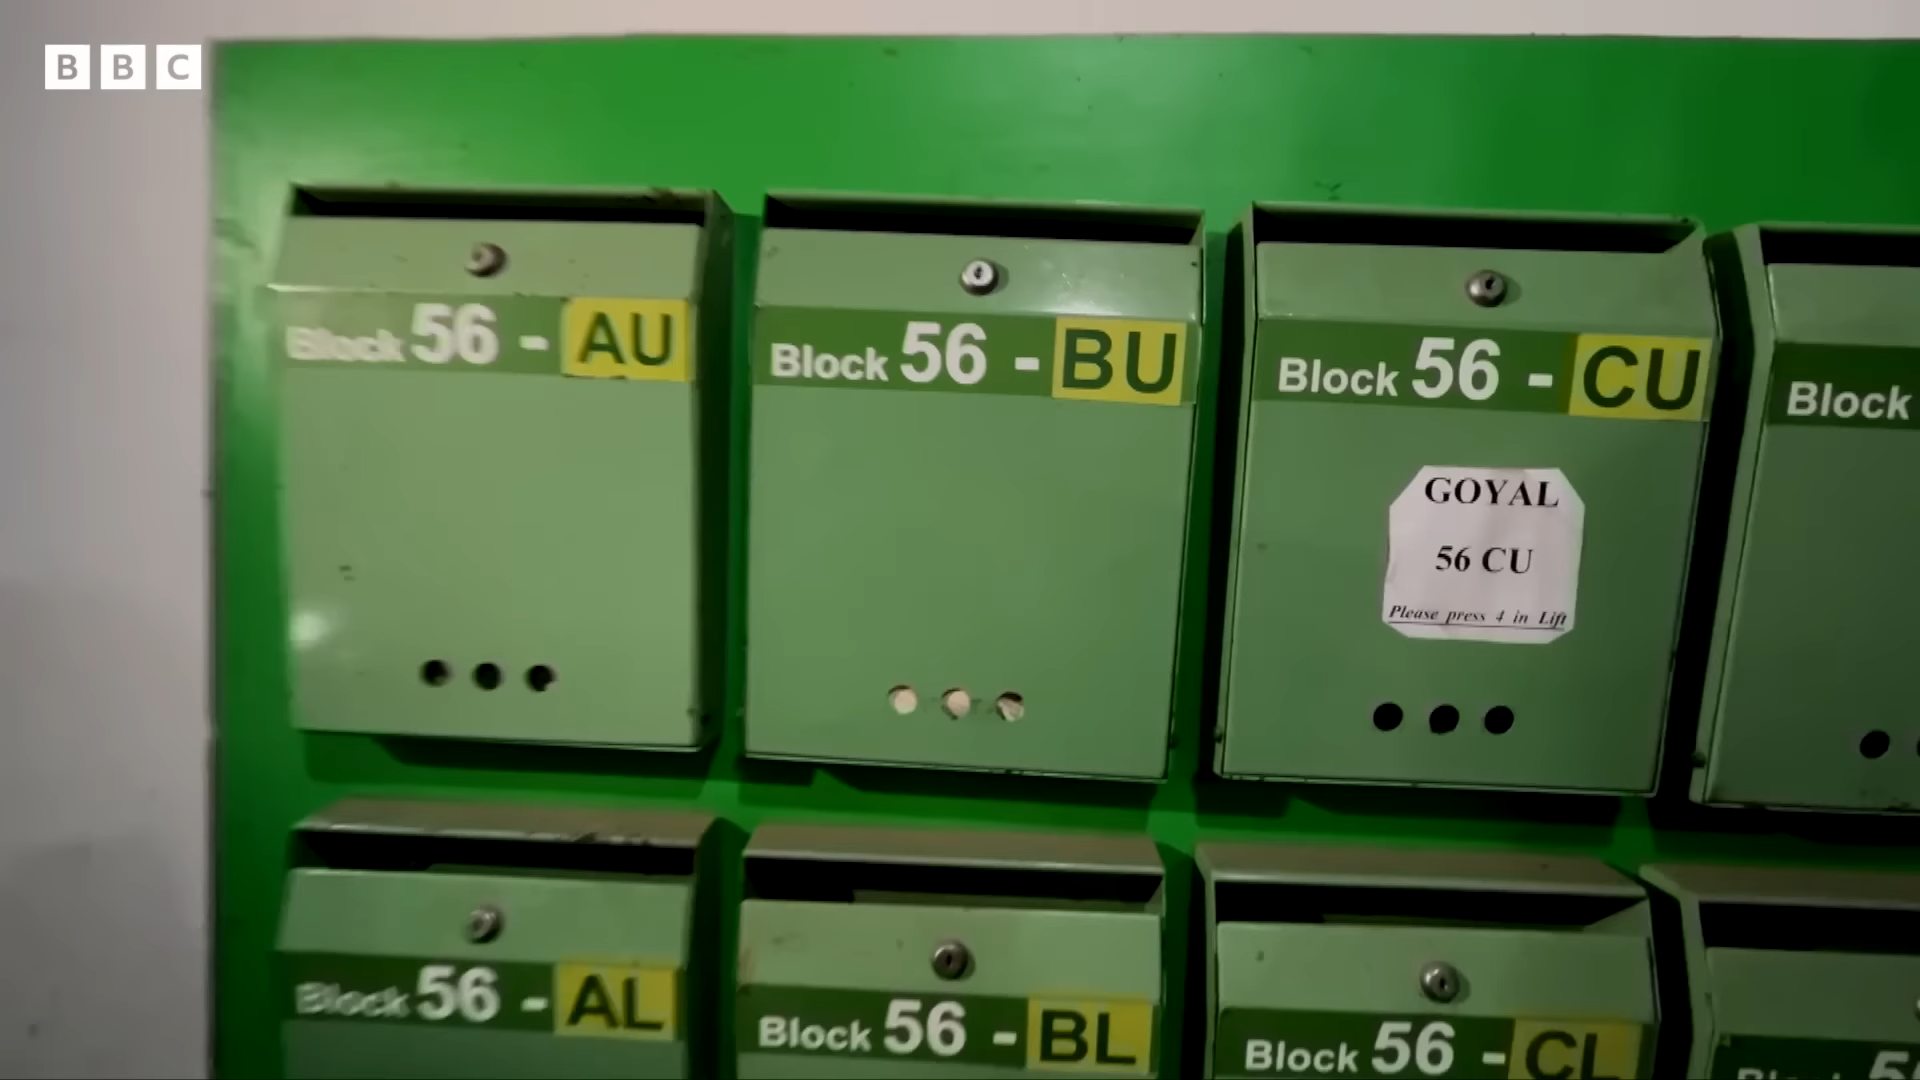 BBC
Block 56 - AU
Block 56 - BU
Block 56 - CU
Block
GOYAL
56 CU
Please press 4 in Lift
Block 56 - AL
Block 56 - BL
Block 56 - CL
Block